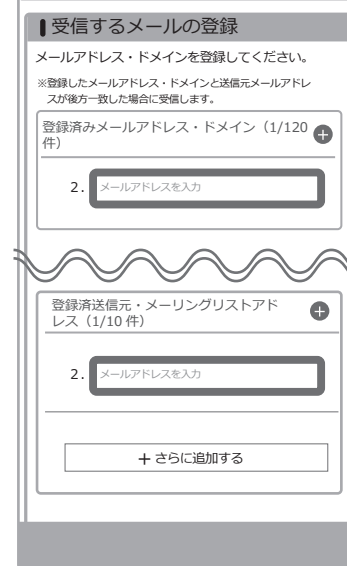 受信するメールの登録
メールアドレス・ドメインを登録してください。
※登録したメールアドレス・ドメインと送信元メールアドレ
スが後方一致した場合に受信します。
登録済みメールアドレス・ドメイン（1/120
件）
2. メールアドレスを入力
登録済送信元・メーリングリストアド
レス（1/10 件）
2. メールアドレスを入力
＋さらに追加する